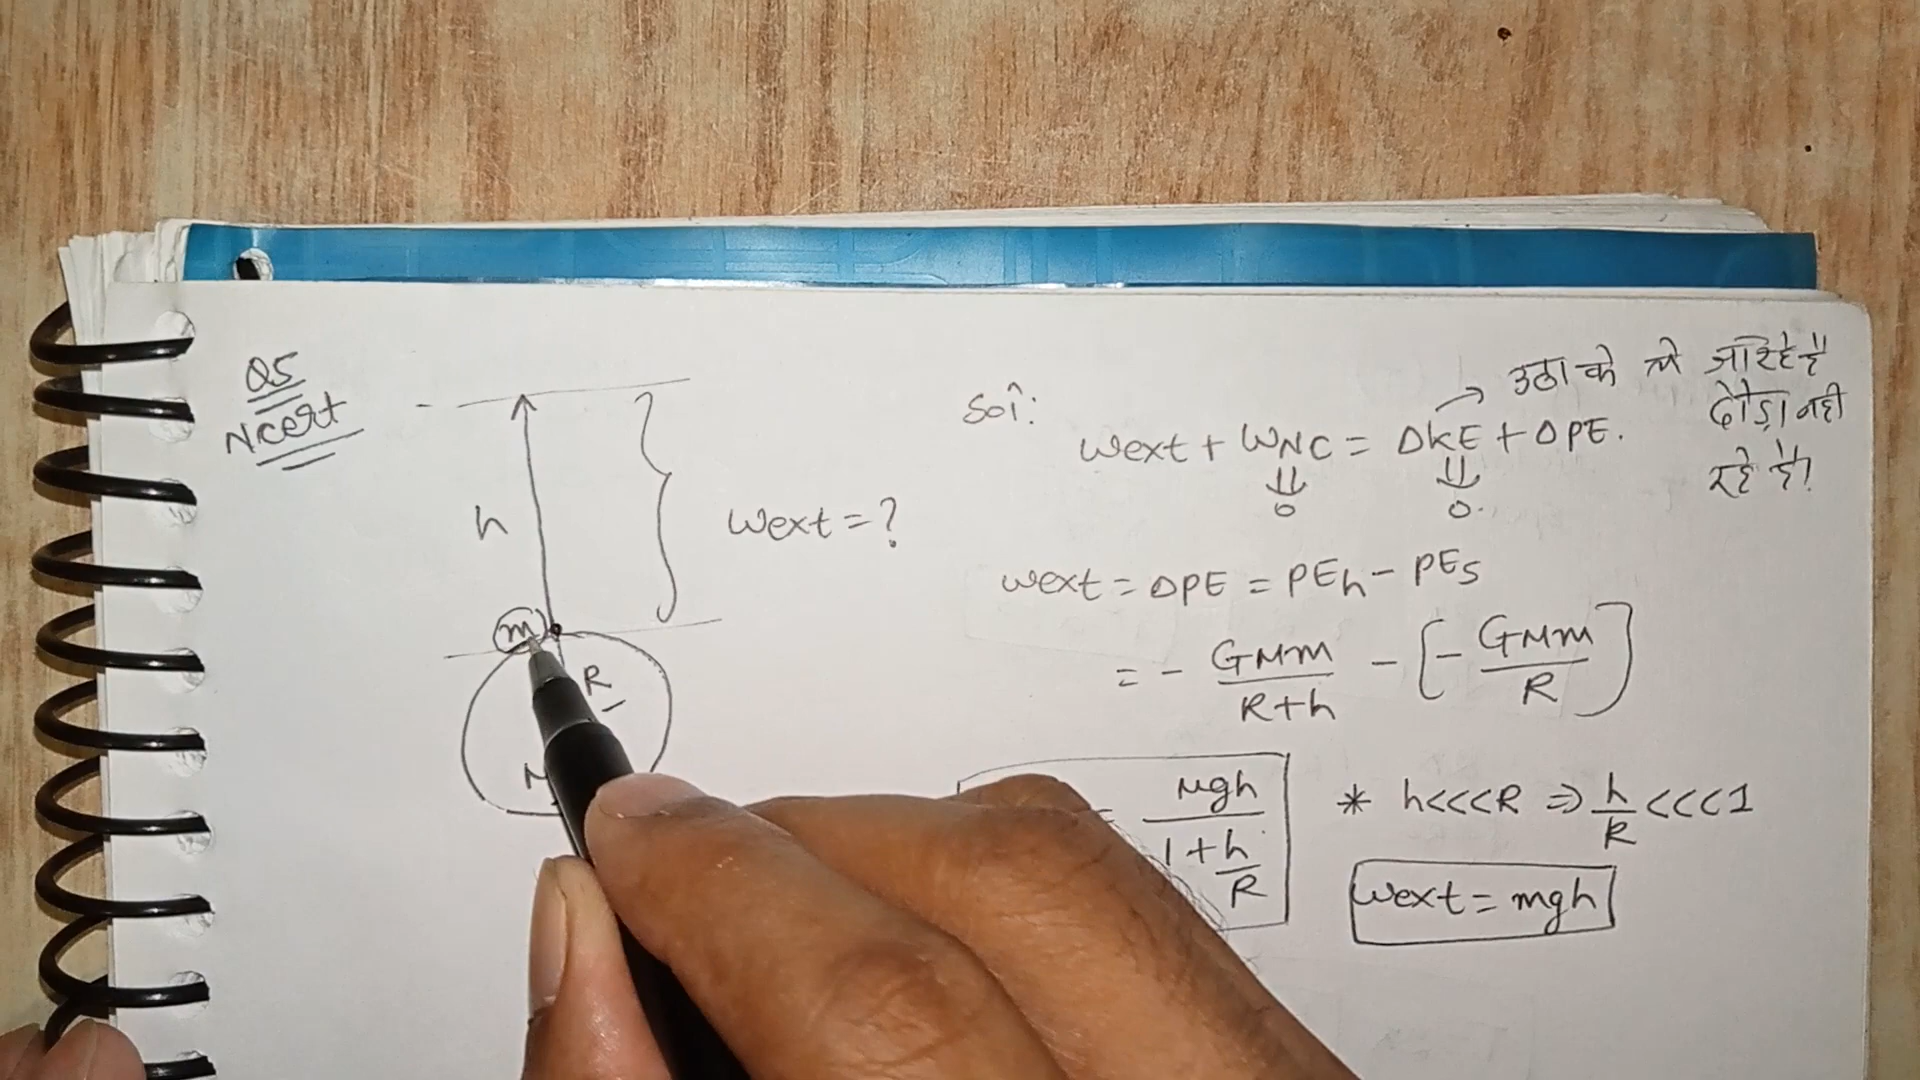 Q5
Ncert
h
Wext = ?
m
R
M
Sol:
Wext + WNC = ΔKE + ΔPE.
0 0.
उठा के ले जा रहे है
दौड़ा नही
रहे है।
Wext = ΔPE = PEh - PEs
= - GMm/R+h - [- GMm/R]
= mgh/1+h/R
* h<<<R ⇒ h/R <<<1
Wext = mgh